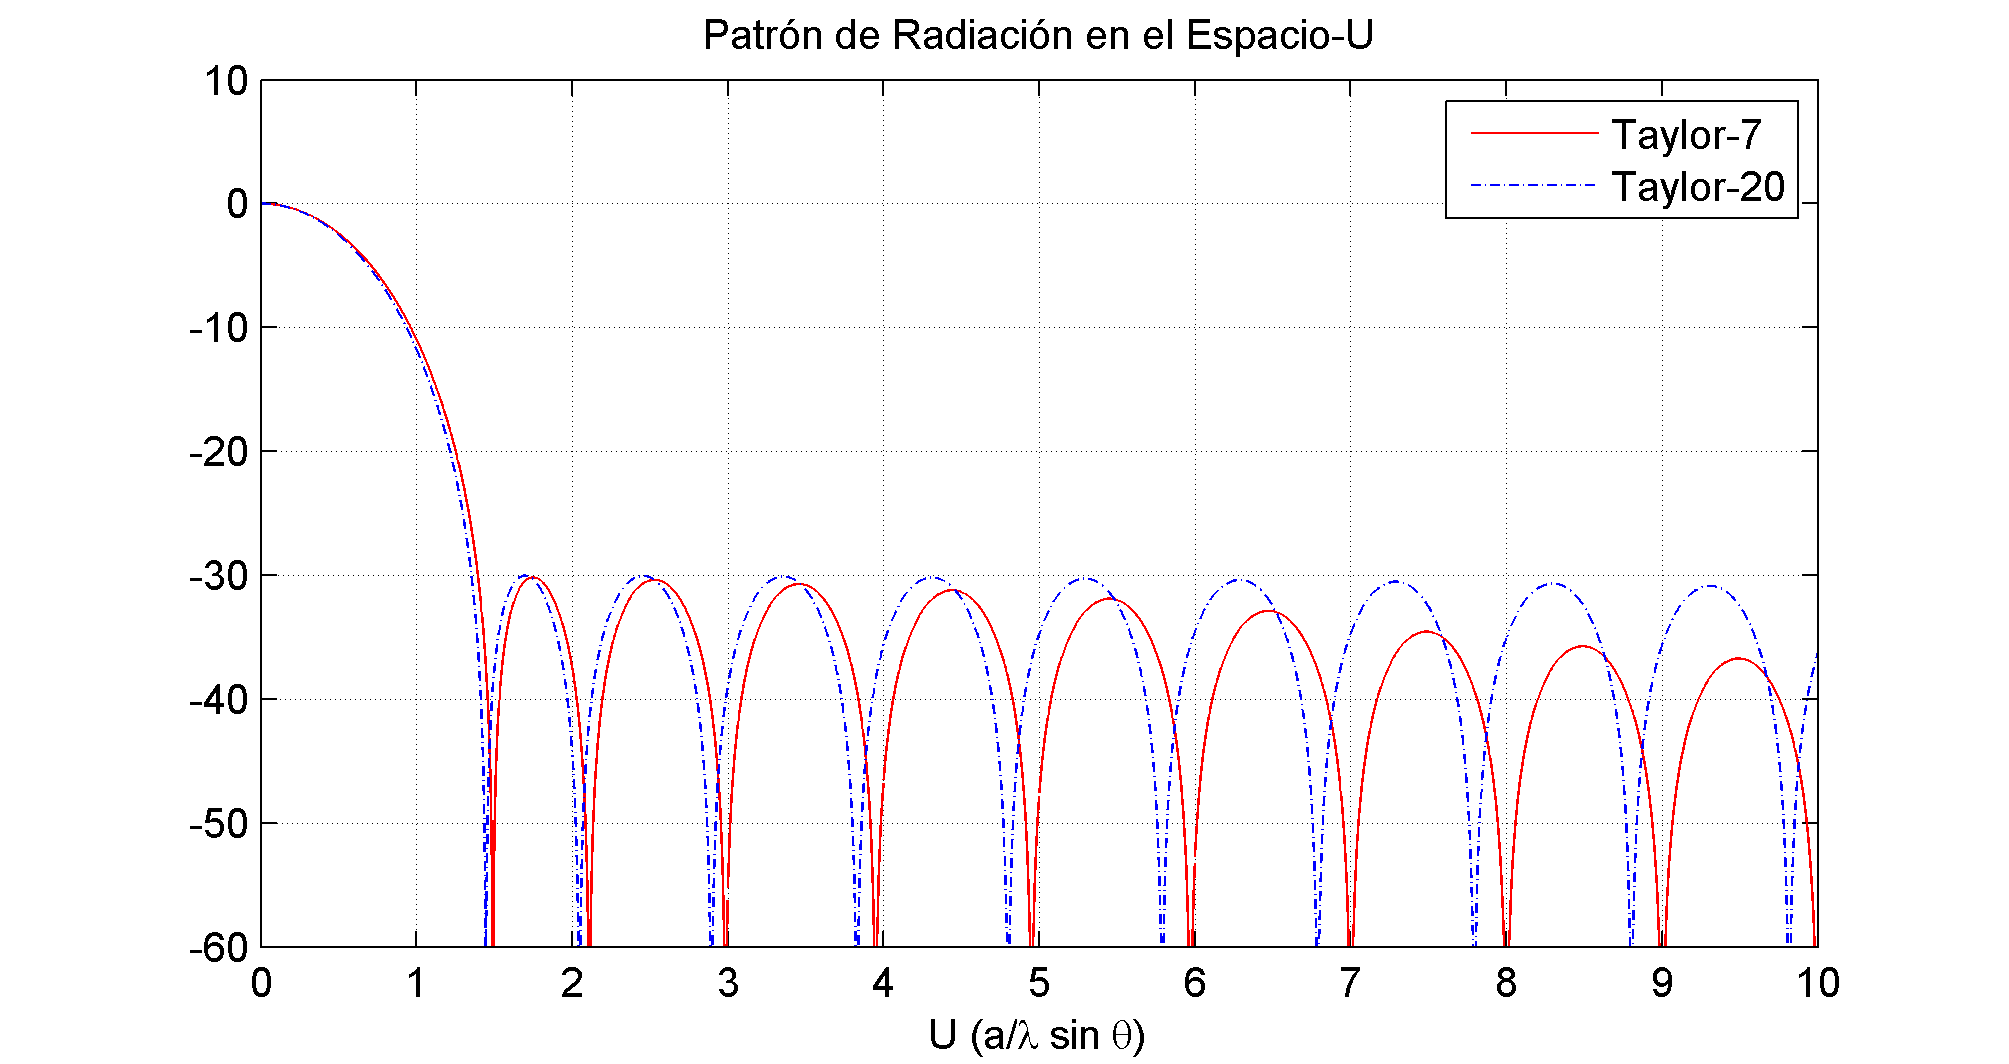 Patrón de Radiación en el Espacio-U
10
0
-10
-20
-30
-40
-50
-60
Taylor-7
Taylor-20
0 1 2 3 4 5 6 7 8 9 10
U (a/λ sin θ)